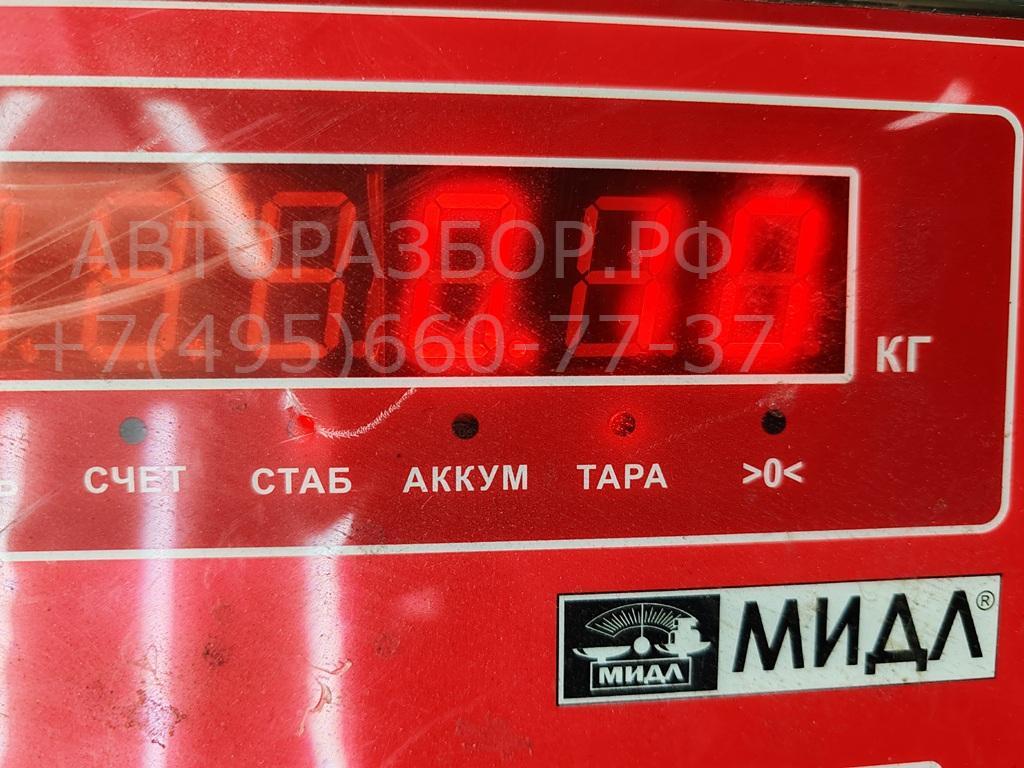 АВТОРАЗБОР.РФ
+7(495)660-77-37
КГ
Ь СЧЕТ СТАБ АККУМ ТАРА >0<
МИДЛ МИДЛ®